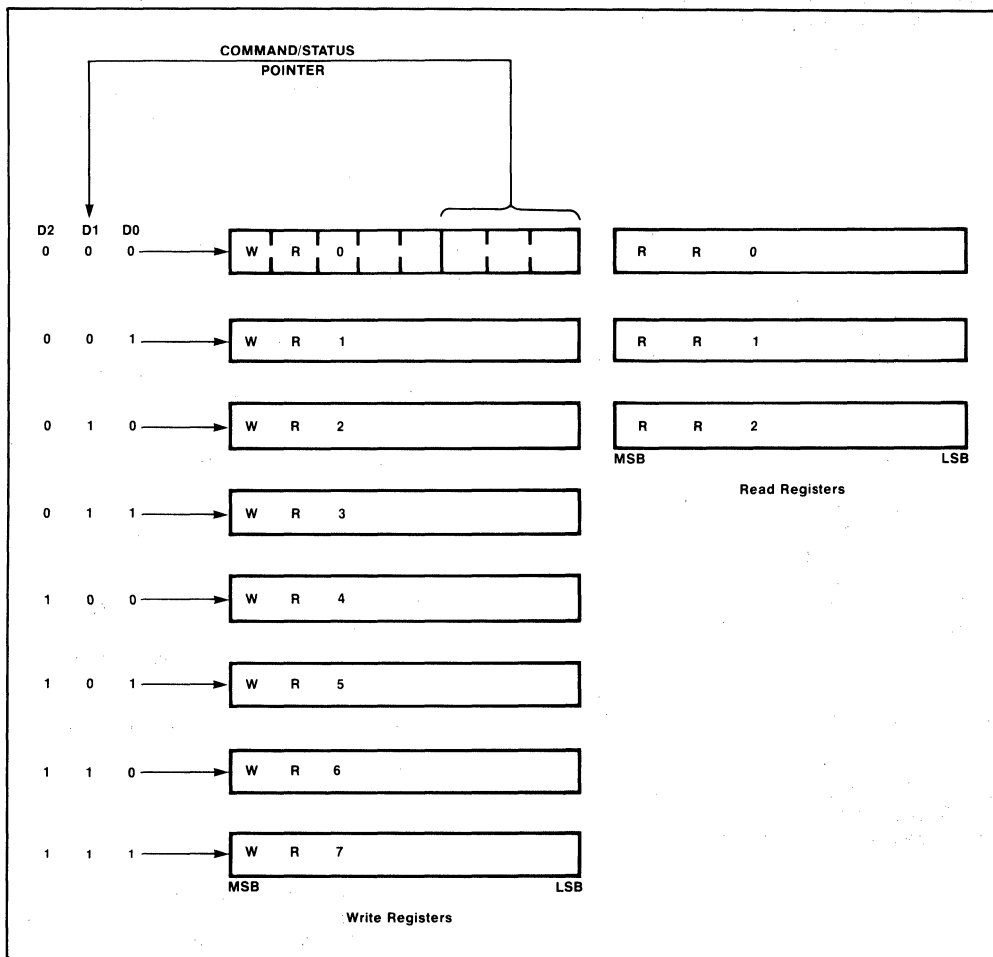 COMMAND/STATUS
POINTER
D2 D1 D0
0 0 0 W R 0 R R 0
0 0 1 W R 1 R R 1
0 1 0 W R 2 R R 2
MSB LSB
Read Registers
0 1 1 W R 3
1 0 0 W R 4
1 0 1 W R 5
1 1 0 W R 6
1 1 1 W R 7
MSB LSB
Write Registers